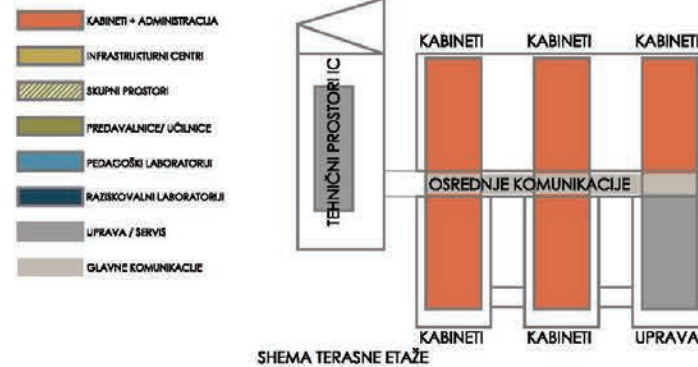 KABINETI + ADMINISTRACIJA
INFRASTRUKTURNI CENTRI
SKUPNI PROSTORI
PREDAVALNICE/ UČILNICE
PEDAGOŠKI LABORATORIJI
RAZISKOVALNI LABORATORIJI
UPRAVA / SERVIS
GLAVNE KOMUNIKACIJE
TEHNIČNI PROSTORI IC
KABINETI
KABINETI
KABINETI
OSREDNJE KOMUNIKACIJE
KABINETI
KABINETI
UPRAVA
SHEMA TERASNE ETAŽE